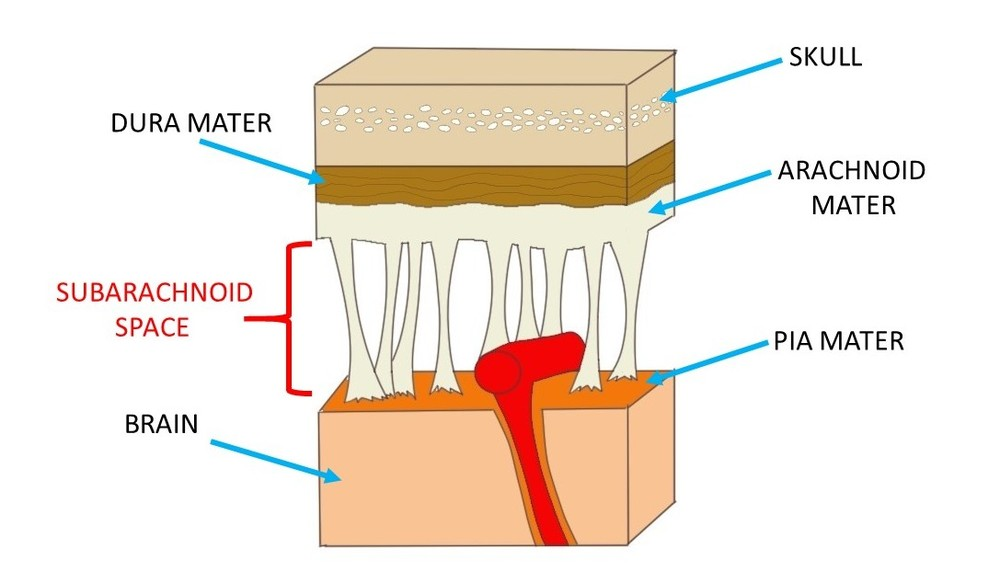 SKULL
DURA MATER
ARACHNOID
MATER
SUBARACHNOID
SPACE
PIA MATER
BRAIN